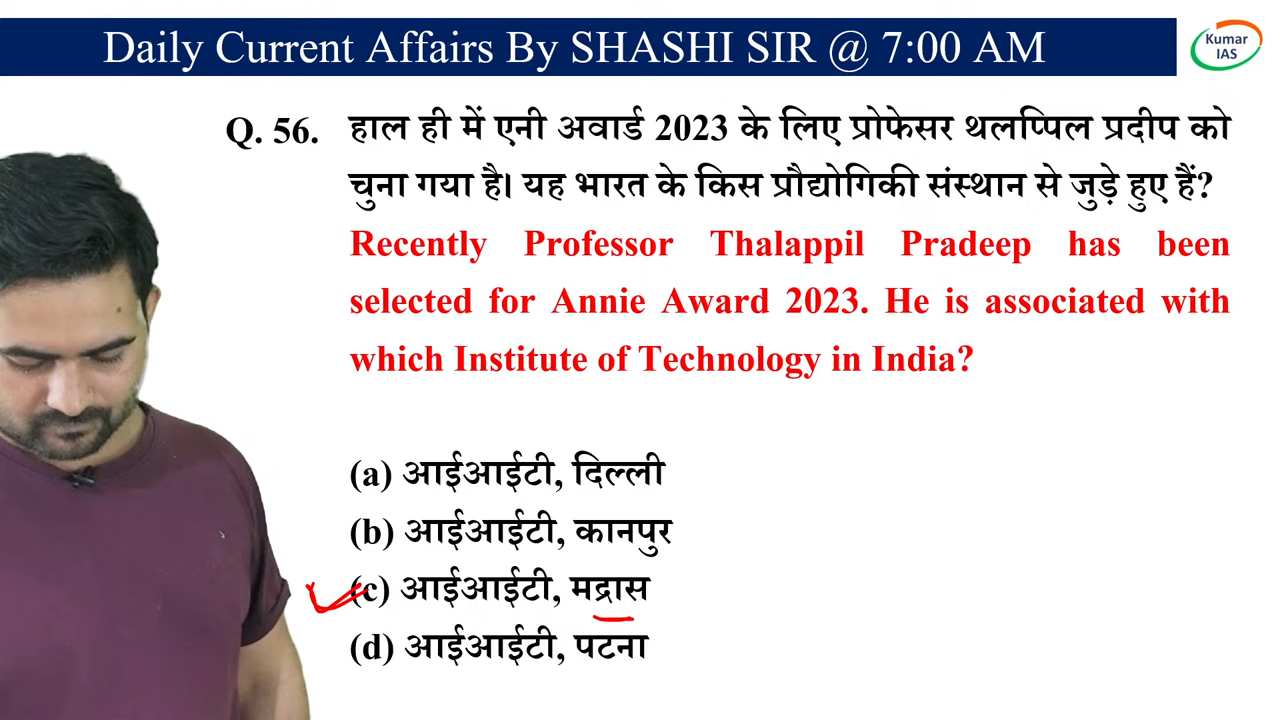 Daily Current Affairs By SHASHI SIR @ 7:00 AM
Kumar
IAS
Q. 56. हाल ही में एनी अवार्ड 2023 के लिए प्रोफेसर थलप्पिल प्रदीप को
चुना गया है। यह भारत के किस प्रौद्योगिकी संस्थान से जुड़े हुए हैं?
Recently Professor Thalappil Pradeep has been
selected for Annie Award 2023. He is associated with
which Institute of Technology in India?
(a) आईआईटी, दिल्ली
(b) आईआईटी, कानपुर
(c) आईआईटी, मद्रास
(d) आईआईटी, पटना